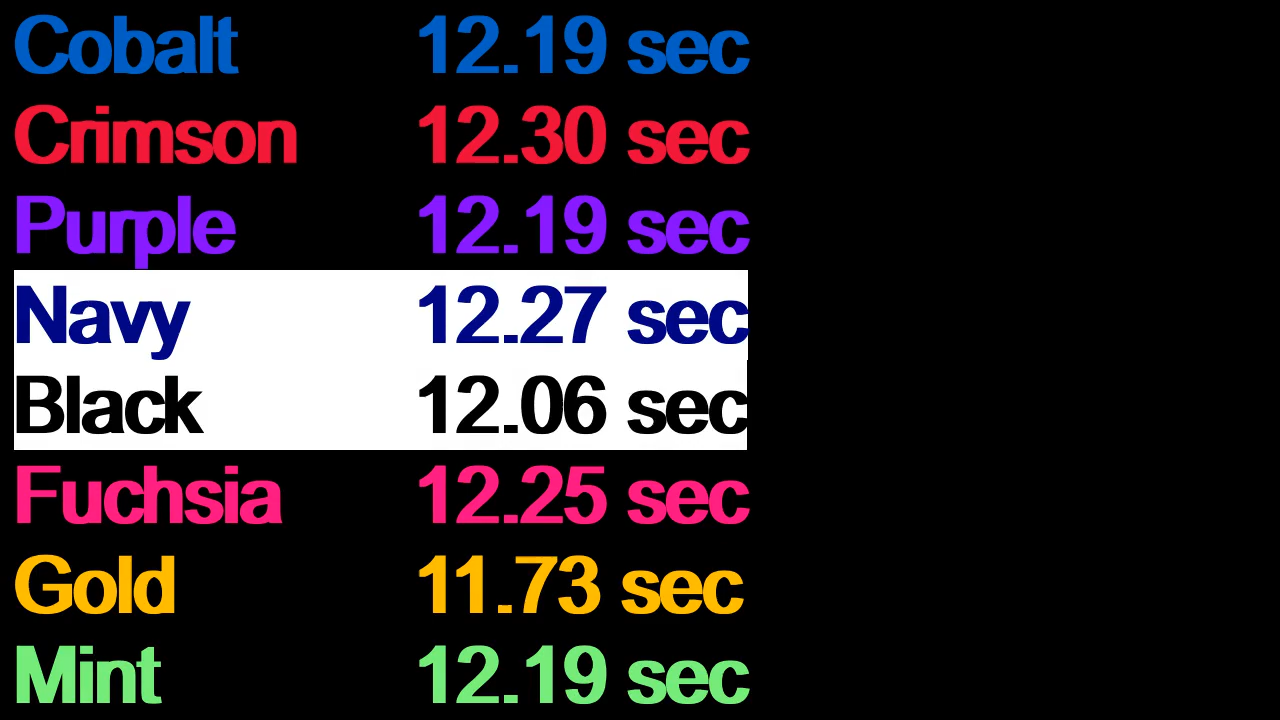 Cobalt 12.19 sec
Crimson 12.30 sec
Purple 12.19 sec
Navy 12.27 sec
Black 12.06 sec
Fuchsia 12.25 sec
Gold 11.73 sec
Mint 12.19 sec